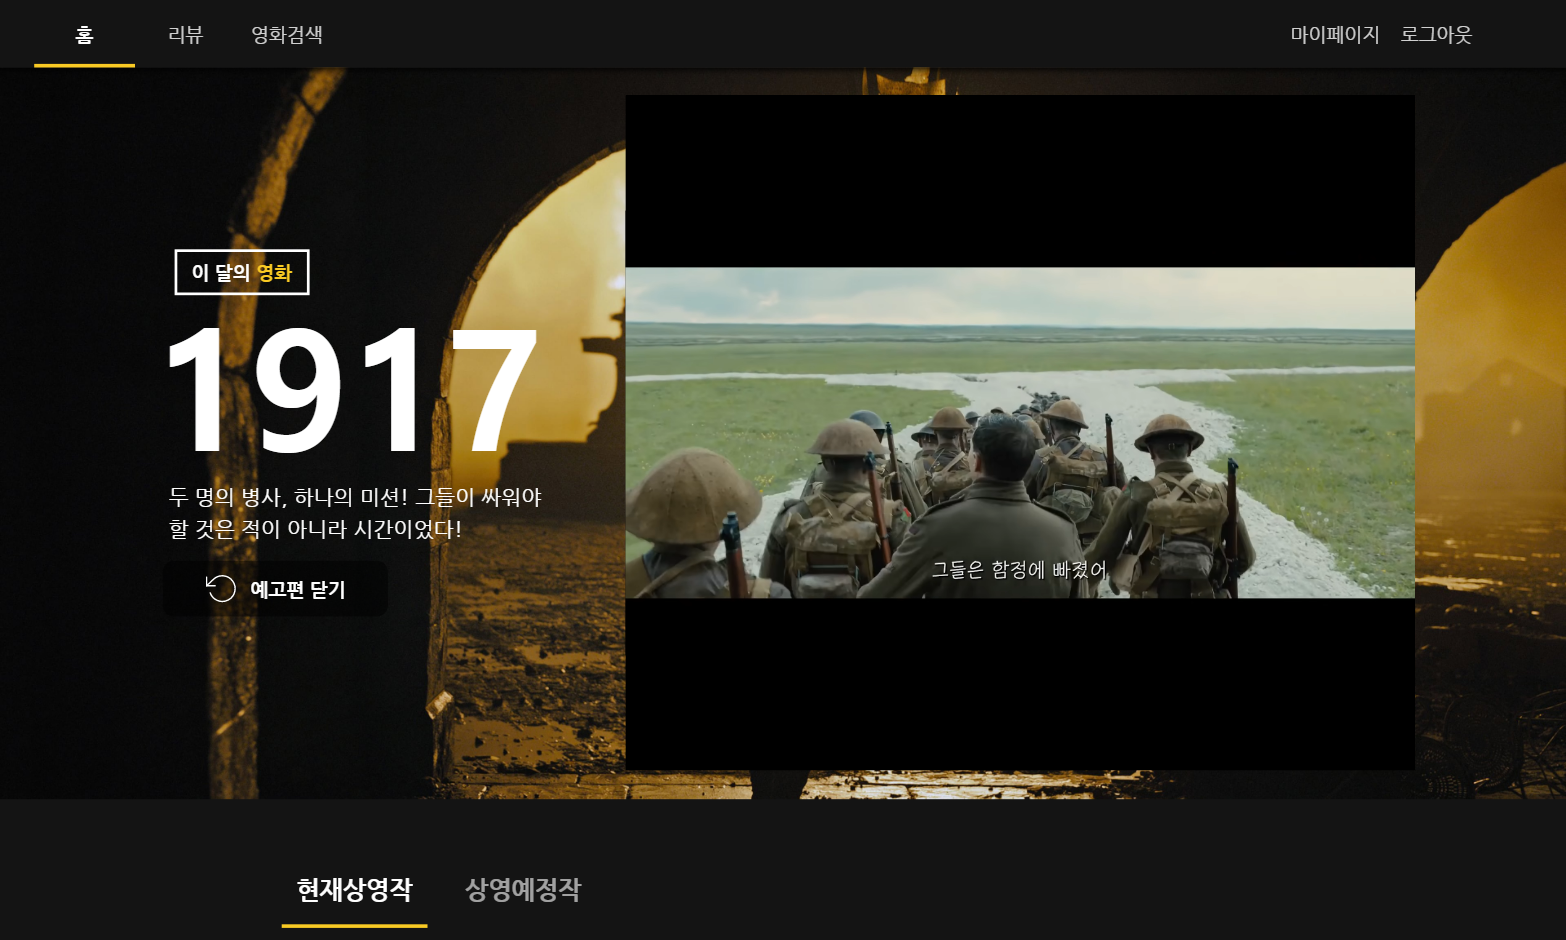 홈
리뷰
영화검색
마이페이지
로그아웃
이 달의 영화
1917
두 명의 병사, 하나의 미션! 그들이 싸워야
할 것은 적이 아니라 시간이었다!
예고편 닫기
그들은 함정에 빠졌어
현재상영작
상영예정작